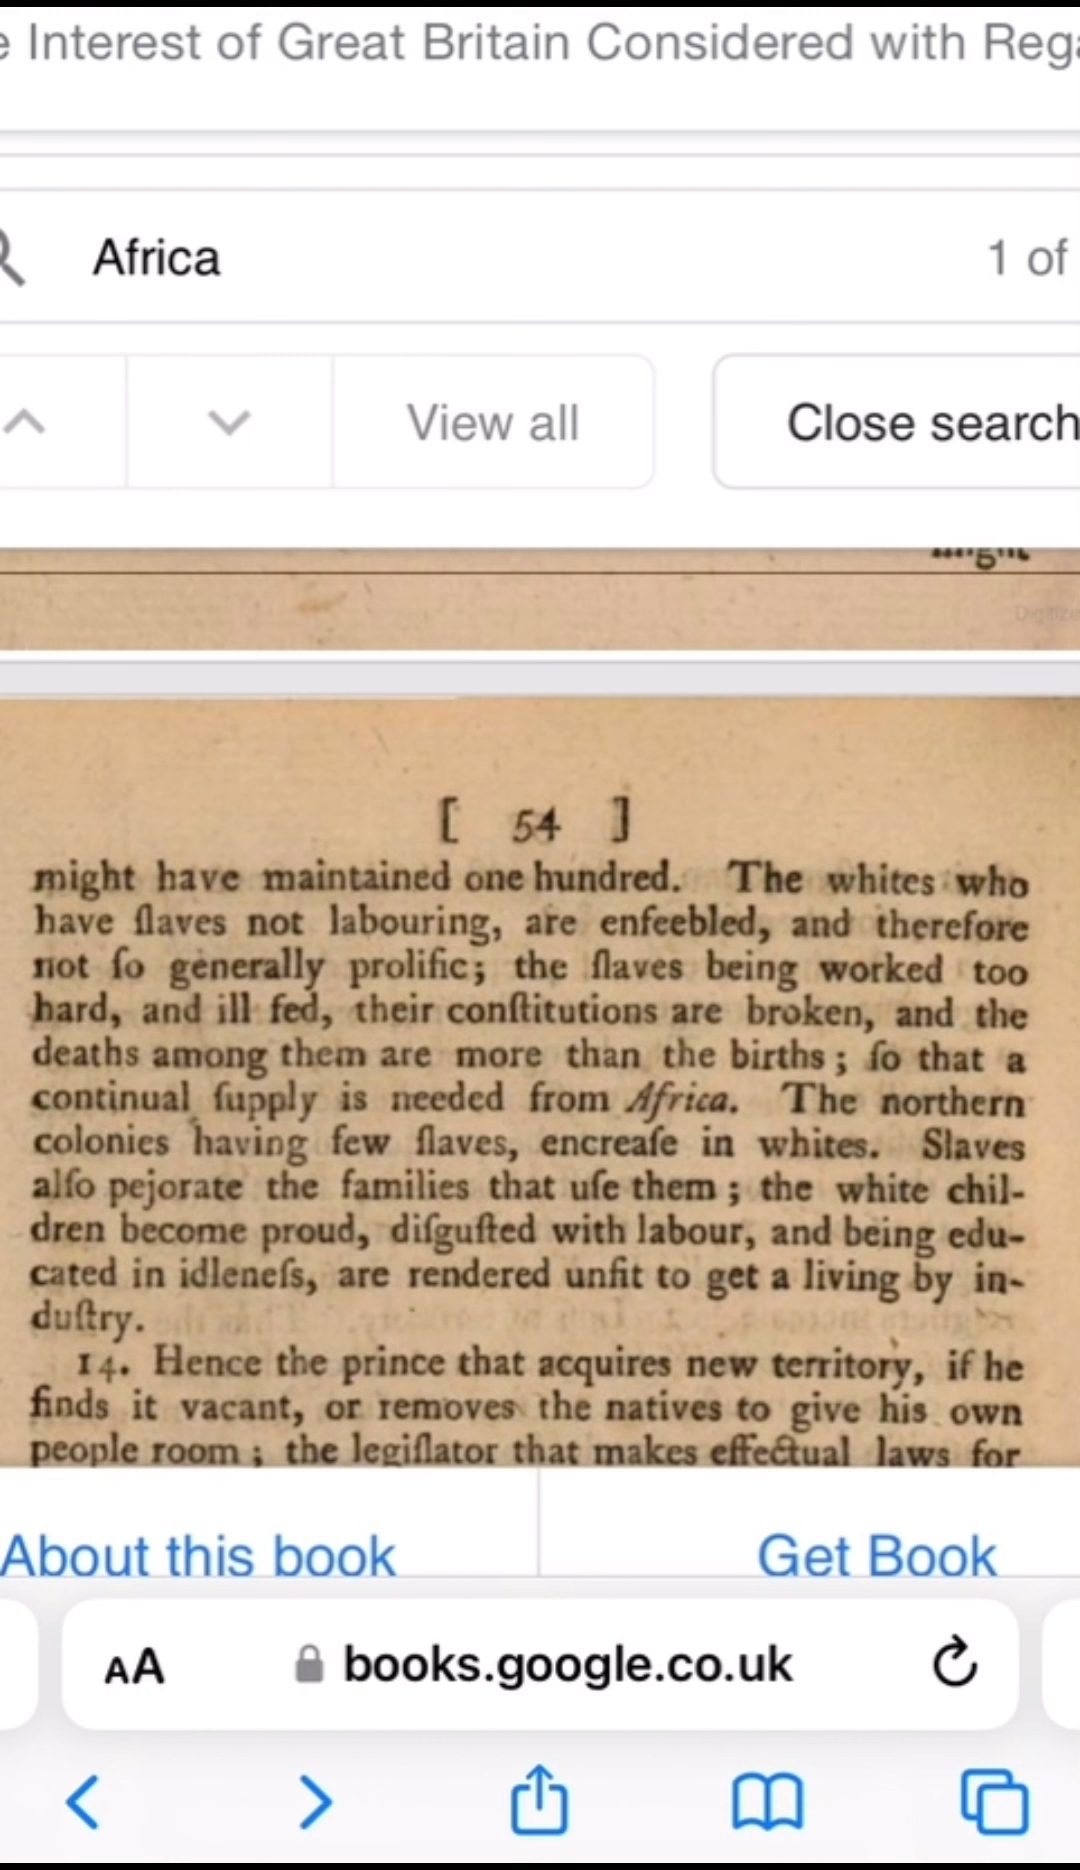 Interest of Great Britain Considered with
Africa
1 of
View all
Close search
might
[ 54 ]
might have maintained one hundred. The whites who
have ſlaves not labouring, are enfeebled, and therefore
not ſo generally prolific; the ſlaves being worked too
hard, and ill fed, their conſtitutions are broken, and the
deaths among them are more than the births; ſo that a
continual ſupply is needed from Africa. The northern
colonies having few ſlaves, encreaſe in whites. Slaves
alſo pejorate the families that uſe them; the white chil-
dren become proud, diſguſted with labour, and being edu-
cated in idleneſs, are rendered unfit to get a living by in-
duſtry.
14. Hence the prince that acquires new territory, if he
finds it vacant, or removes the natives to give his own
people room; the legiſlator that makes effectual laws for
About this book
Get Book
AA
books.google.co.uk